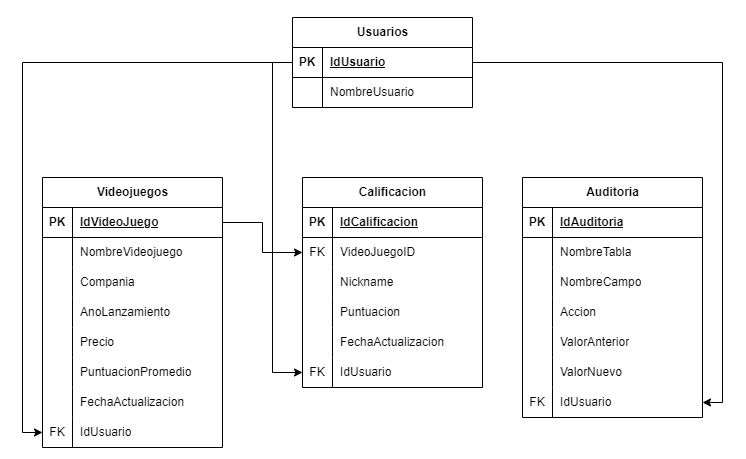 Usuarios
PK IdUsuario
NombreUsuario
Videojuegos
PK IdVideoJuego
NombreVideojuego
Compania
AnoLanzamiento
Precio
PuntuacionPromedio
FechaActualizacion
FK IdUsuario
Calificacion
PK IdCalificacion
FK VideoJuegoID
Nickname
Puntuacion
FechaActualizacion
FK IdUsuario
Auditoria
PK IdAuditoria
NombreTabla
NombreCampo
Accion
ValorAnterior
ValorNuevo
FK IdUsuario